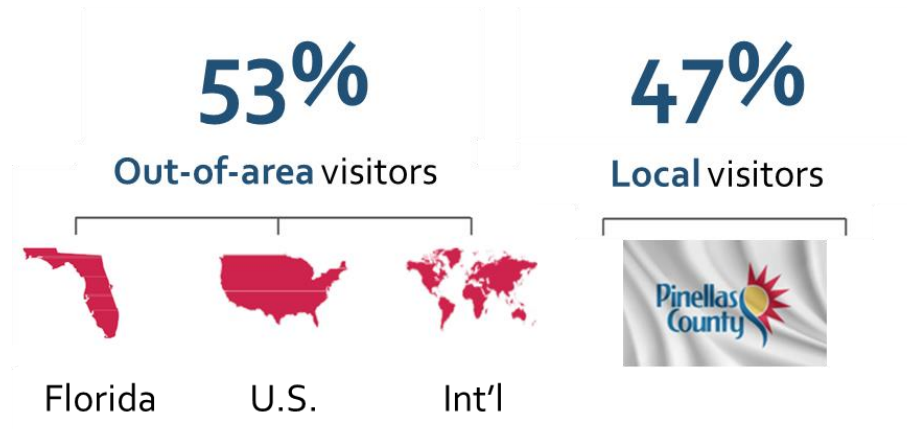 53%
47%
Out-of-area visitors
Local visitors
Pinellas
County
Florida
U.S.
Int'l